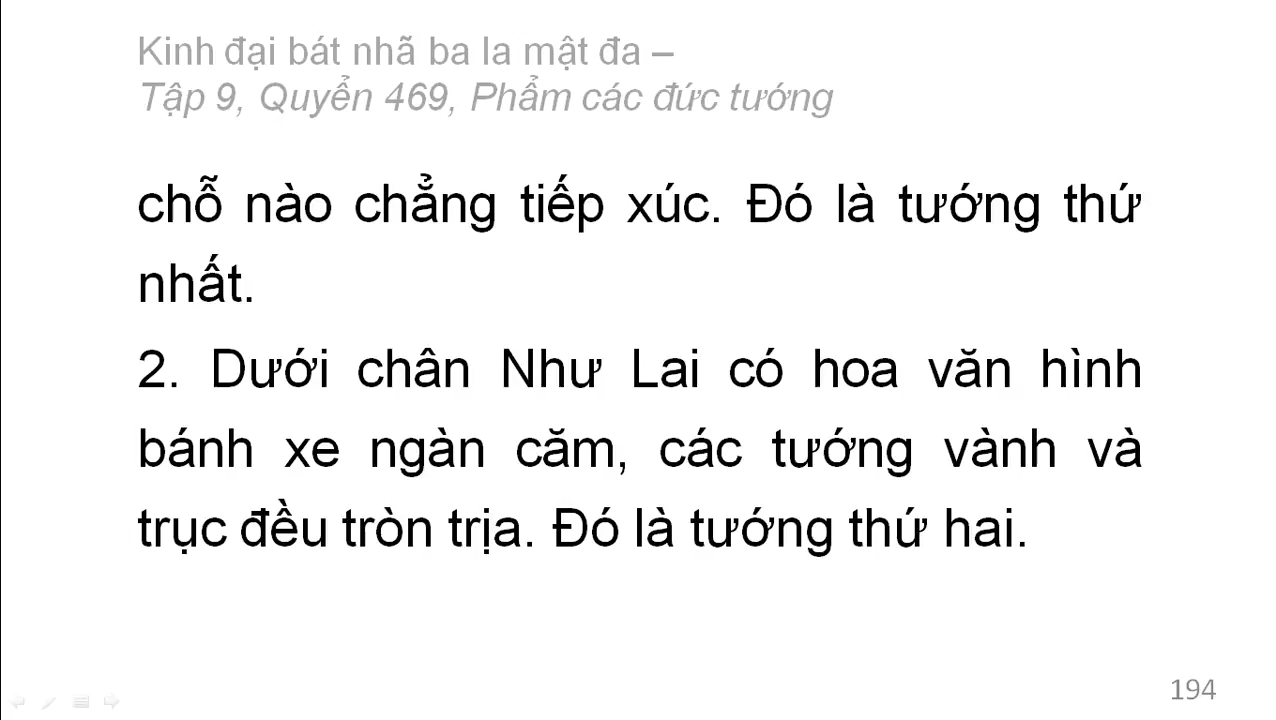 Kinh đại bát nhã ba la mật đa –
Tập 9, Quyển 469, Phẩm các đức tướng
chỗ nào chẳng tiếp xúc. Đó là tướng thứ
nhất.
2. Dưới chân Như Lai có hoa văn hình
bánh xe ngàn căm, các tướng vành và
trục đều tròn trịa. Đó là tướng thứ hai.
194